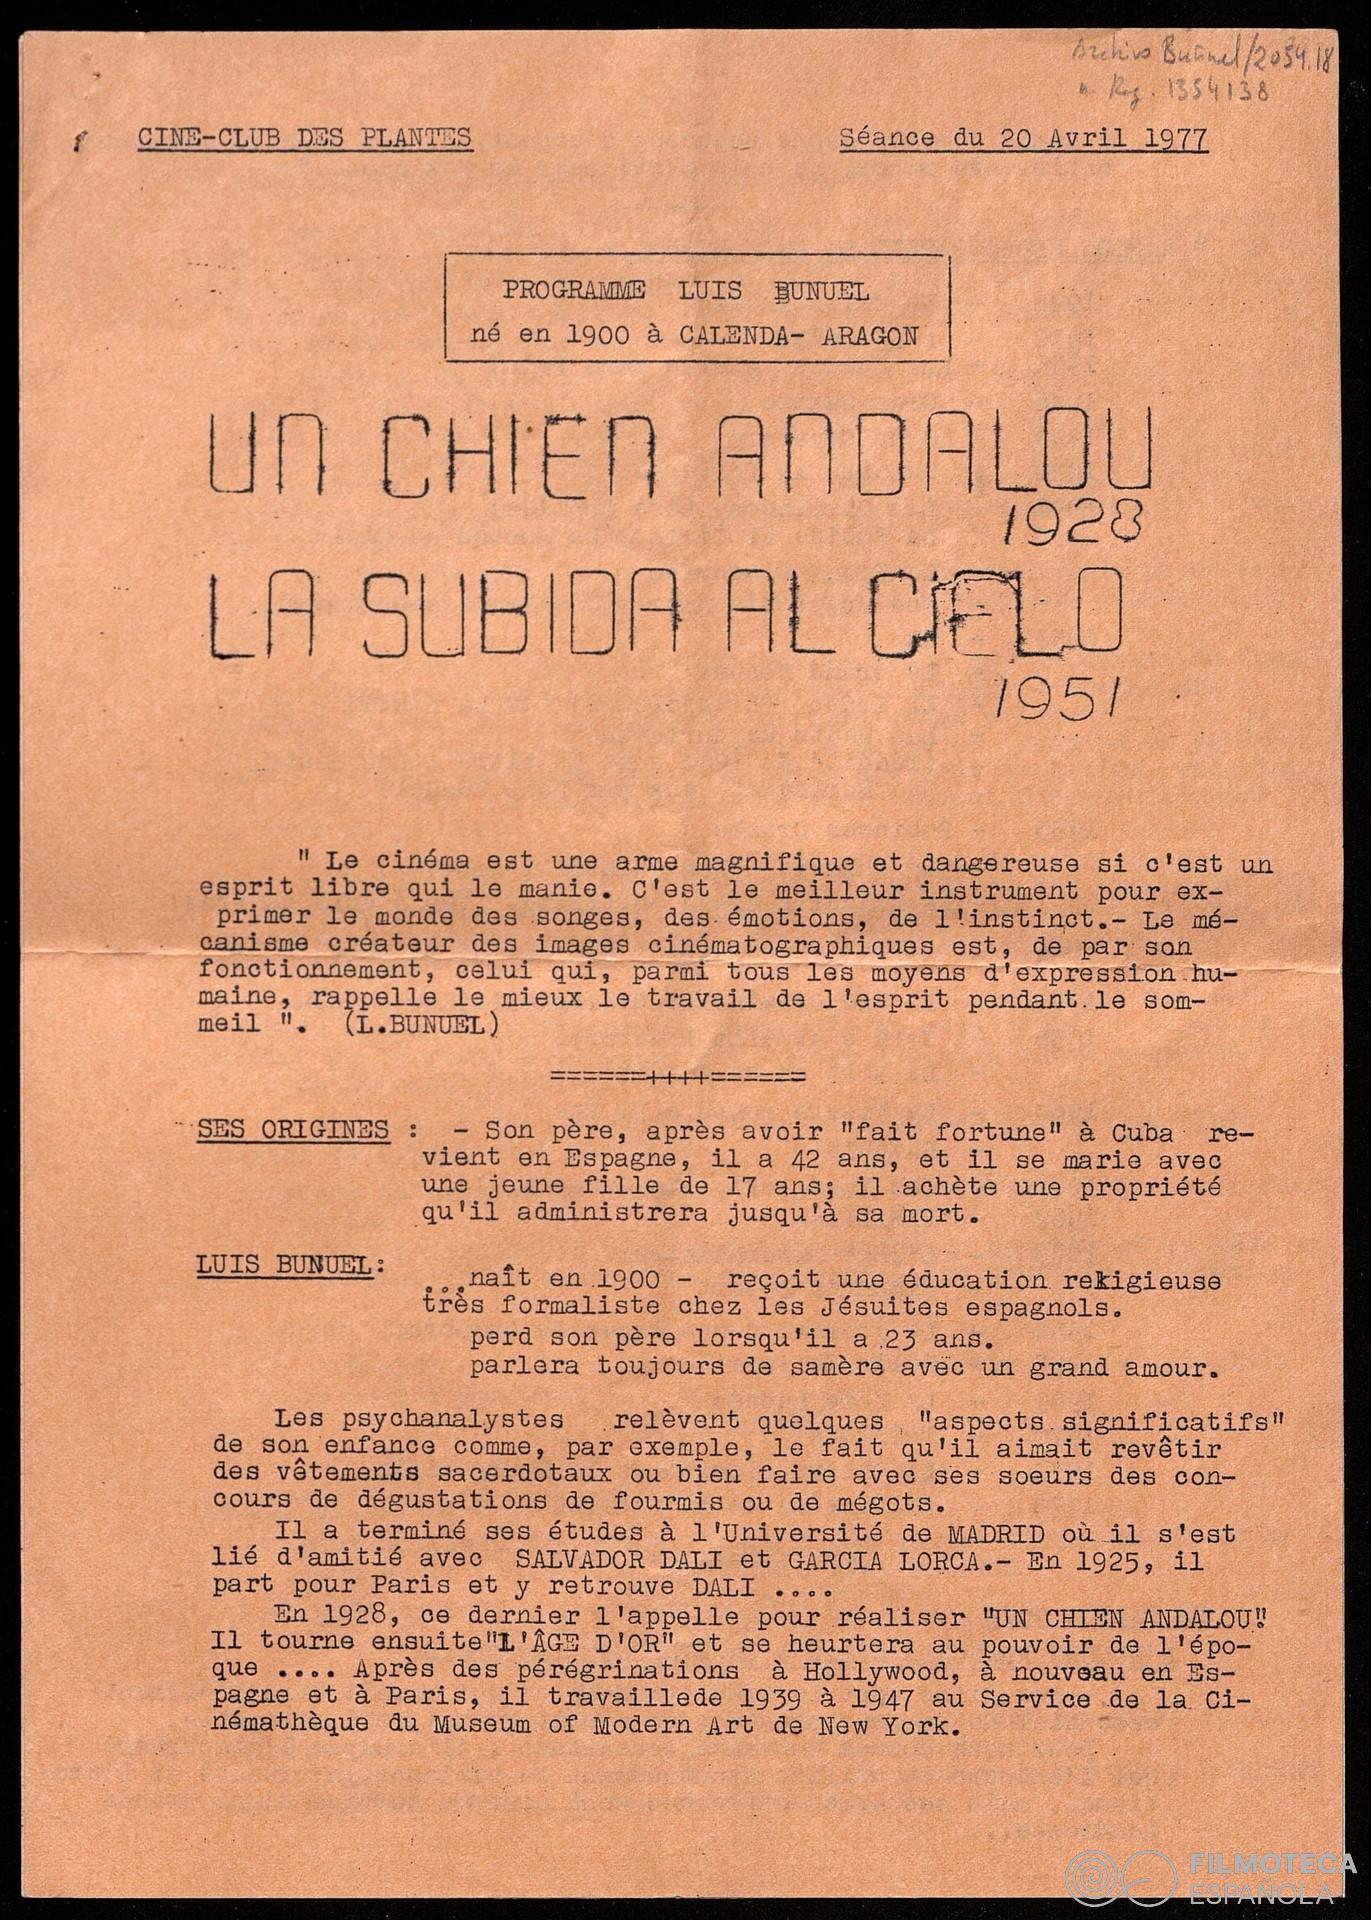 Archivo Buñuel/2034.18
n Reg. 1354138
CINE-CLUB DES PLANTES
Séance du 20 Avril 1977
PROGRAMME LUIS BUNUEL
né en 1900 à CALENDA- ARAGON
UN CHIEN ANDALOU
1928
LA SUBIDA AL CIELO
1951
" Le cinéma est une arme magnifique et dangereuse si c'est un
esprit libre qui le manie. C'est le meilleur instrument pour ex-
primer le monde des songes, des émotions, de l'instinct.- Le mé-
canisme créateur des images cinématographiques est, de par son
fonctionnement, celui qui, parmi tous les moyens d'expression hu-
maine, rappelle le mieux le travail de l'esprit pendant le som-
meil ". (L.BUNUEL)
======++++======
SES ORIGINES : - Son père, après avoir "fait fortune" à Cuba re-
vient en Espagne, il a 42 ans, et il se marie avec
une jeune fille de 17 ans; il achète une propriété
qu'il administrera jusqu'à sa mort.
LUIS BUNUEL:
...naît en 1900 - reçoit une éducation religieuse
très formaliste chez les Jésuites espagnols.
perd son père lorsqu'il a 23 ans.
parlera toujours de samère avec un grand amour.
Les psychanalystes relèvent quelques "aspects significatifs"
de son enfance comme, par exemple, le fait qu'il aimait revêtir
des vêtements sacerdotaux ou bien faire avec ses soeurs des con-
cours de dégustations de fourmis ou de mégots.
Il a terminé ses études à l'Université de MADRID où il s'est
lié d'amitié avec SALVADOR DALI et GARCIA LORCA.- En 1925, il
part pour Paris et y retrouve DALI ....
En 1928, ce dernier l'appelle pour réaliser "UN CHIEN ANDALOU".
Il tourne ensuite"L'ÂGE D'OR" et se heurtera au pouvoir de l'épo-
que .... Après des pérégrinations à Hollywood, à nouveau en Es-
pagne et à Paris, il travaillede 1939 à 1947 au Service de la Ci-
némathèque du Museum of Modern Art de New York.
FILMOTECA
ESPAÑOLA